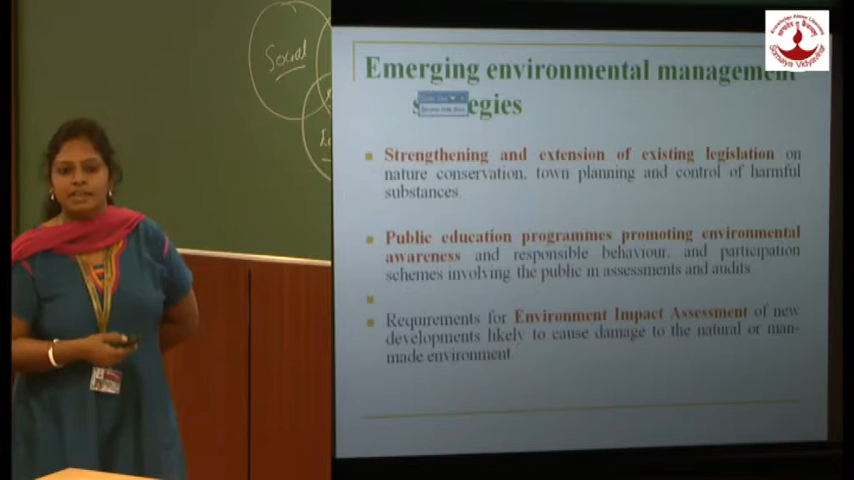 Social
Emerging environmental management
egies
Strengthening and extension of existing legislation on
nature conservation, town planning and control of harmful
substances.
Public education programmes promoting environmental
awareness and responsible behaviour, and participation
schemes involving the public in assessments and audits.
Requirements for Environment Impact Assessment of new
developments likely to cause damage to the natural or man-
made environment.
Somaiya Vidyavihar